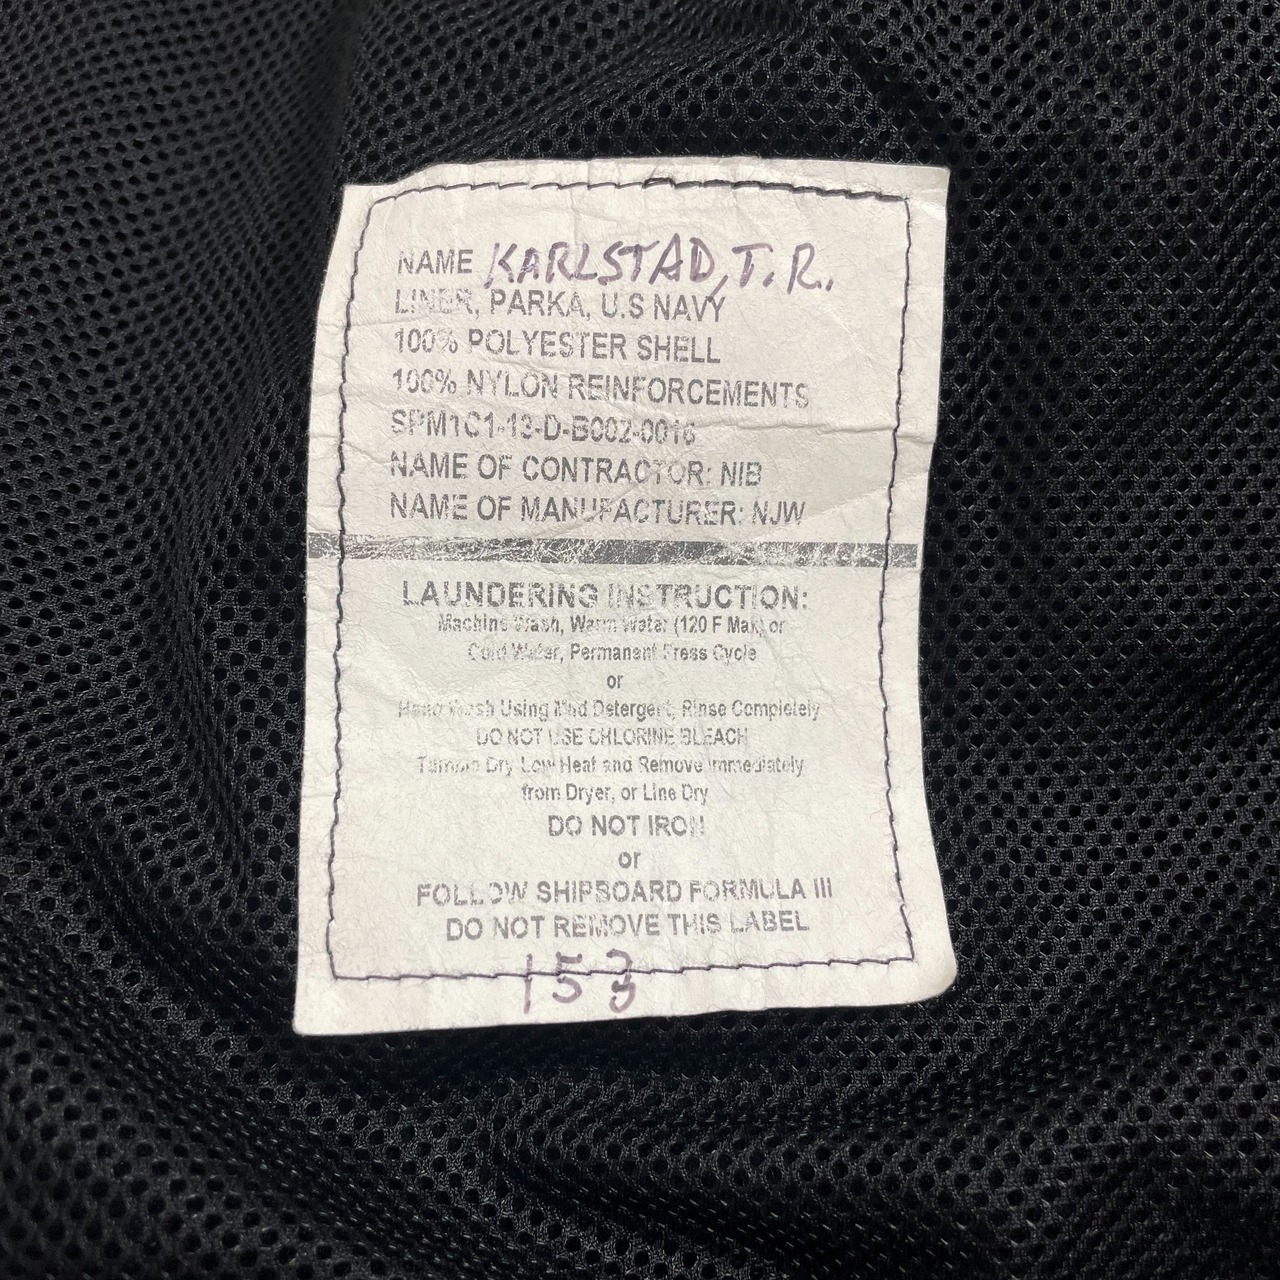 NAME KARLSTAD, T. R.
LINER, PARKA, U.S NAVY
100% POLYESTER SHELL
100% NYLON REINFORCEMENTS
SPM1C1-13-D-B002-0016
NAME OF CONTRACTOR: NIB
NAME OF MANUFACTURER: NJW
LAUNDERING INSTRUCTION:
Machine Wash, Warm Water (120 F Max) or
Cold Water, Permanent Press Cycle
or
Hand Wash Using Mild Detergent, Rinse Completely
DO NOT USE CHLORINE BLEACH
Tumble Dry Low Heat and Remove immediately
from Dryer, or Line Dry
DO NOT IRON
or
FOLLOW SHIPBOARD FORMULA III
DO NOT REMOVE THIS LABEL
153